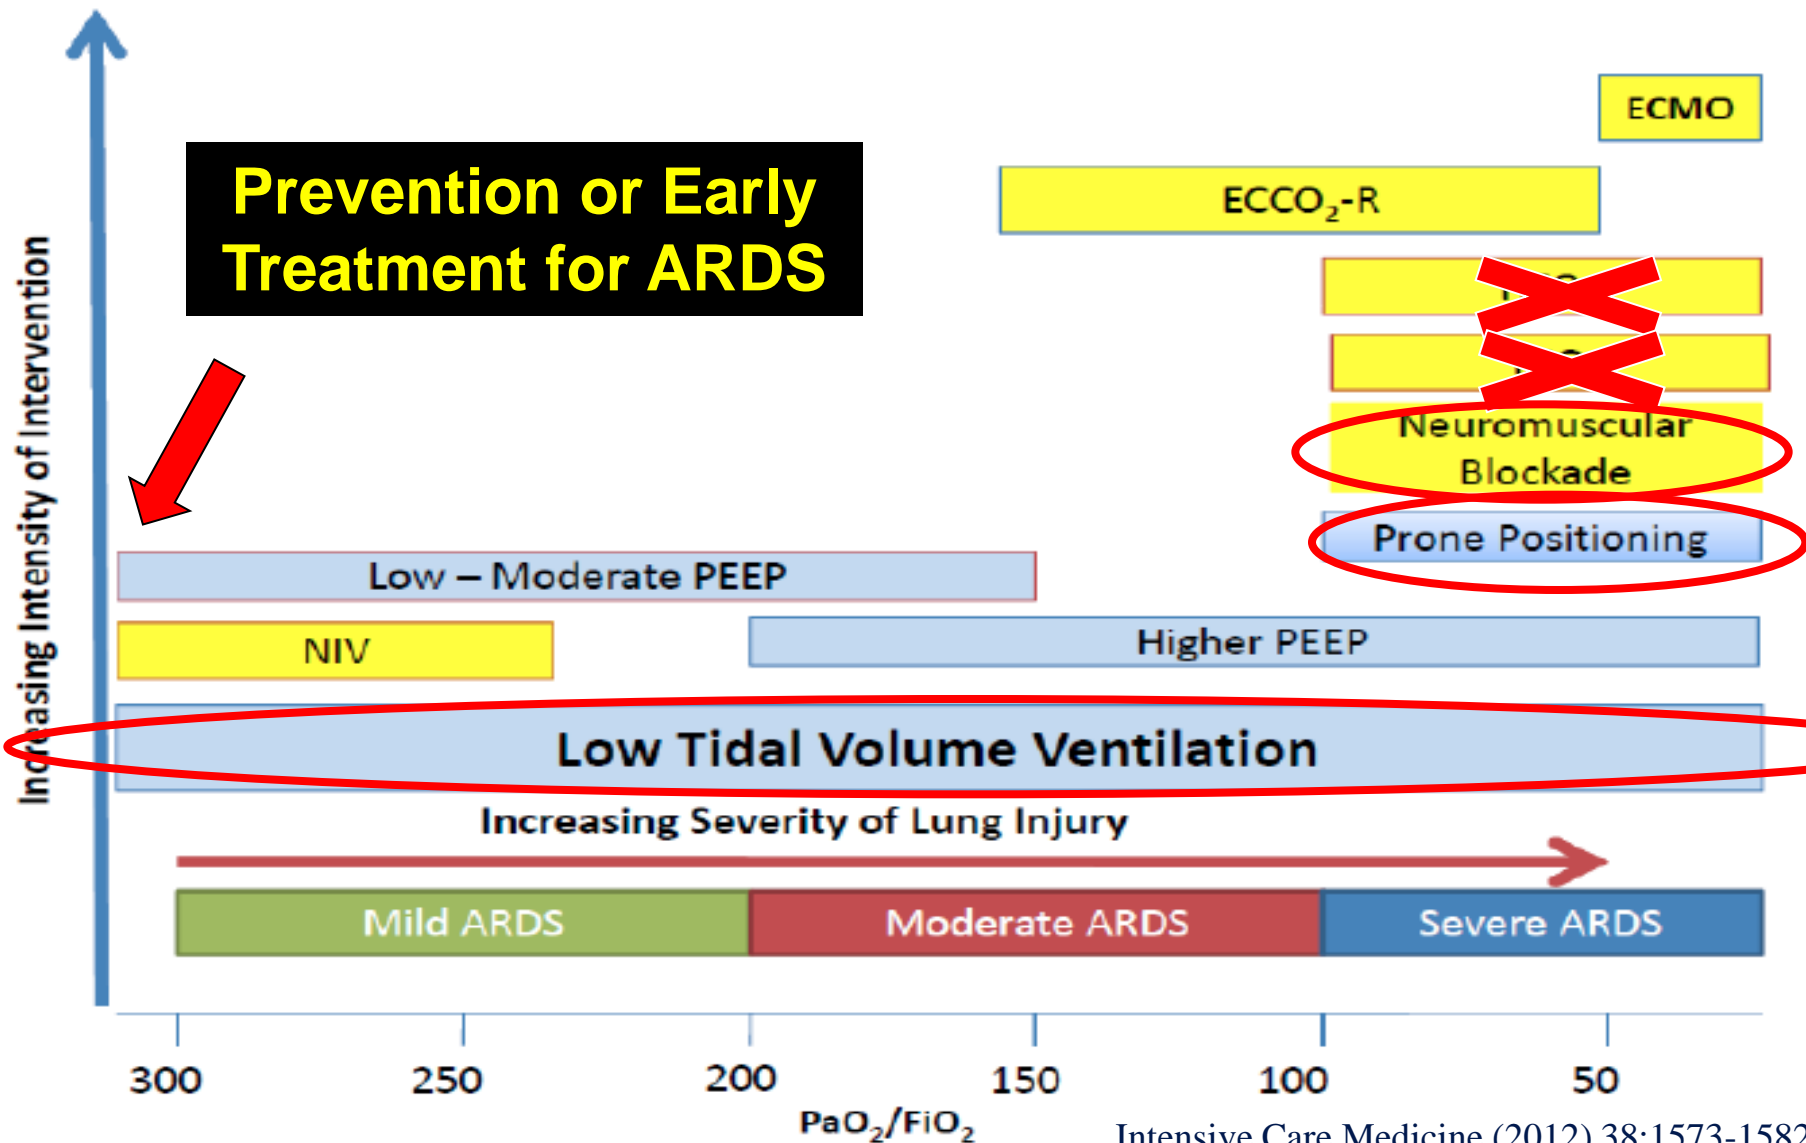 Increasing Intensity of Intervention
Prevention or Early
Treatment for ARDS
ECMO
ECCO₂-R
Neuromuscular
Blockade
Prone Positioning
Low – Moderate PEEP
Higher PEEP
NIV
Low Tidal Volume Ventilation
Increasing Severity of Lung Injury
Mild ARDS
Moderate ARDS
Severe ARDS
300
250
200
150
100
50
PaO₂/FiO₂
Intensive Care Medicine (2012) 38:1573-1582